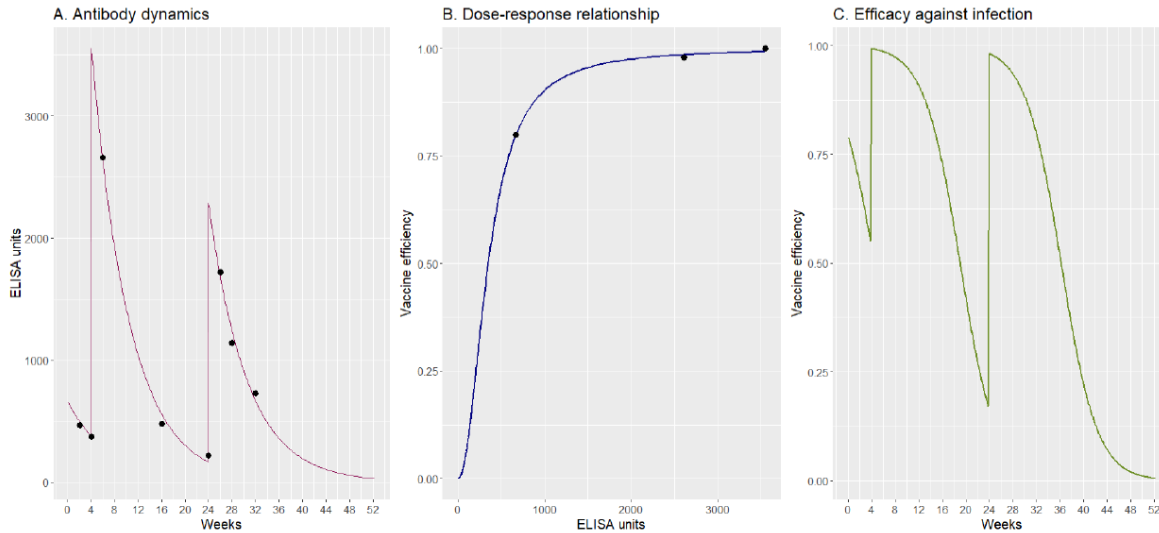 A. Antibody dynamics
ELISA units
3000
2000
1000
0
0 4 8 12 16 20 24 28 32 36 40 44 48 52
Weeks
B. Dose-response relationship
Vaccine efficiency
1.00
0.75
0.50
0.25
0.00
0 1000 2000 3000
ELISA units
C. Efficacy against infection
Vaccine efficiency
1.00
0.75
0.50
0.25
0.00
0 4 8 12 16 20 24 28 32 36 40 44 48 52
Weeks